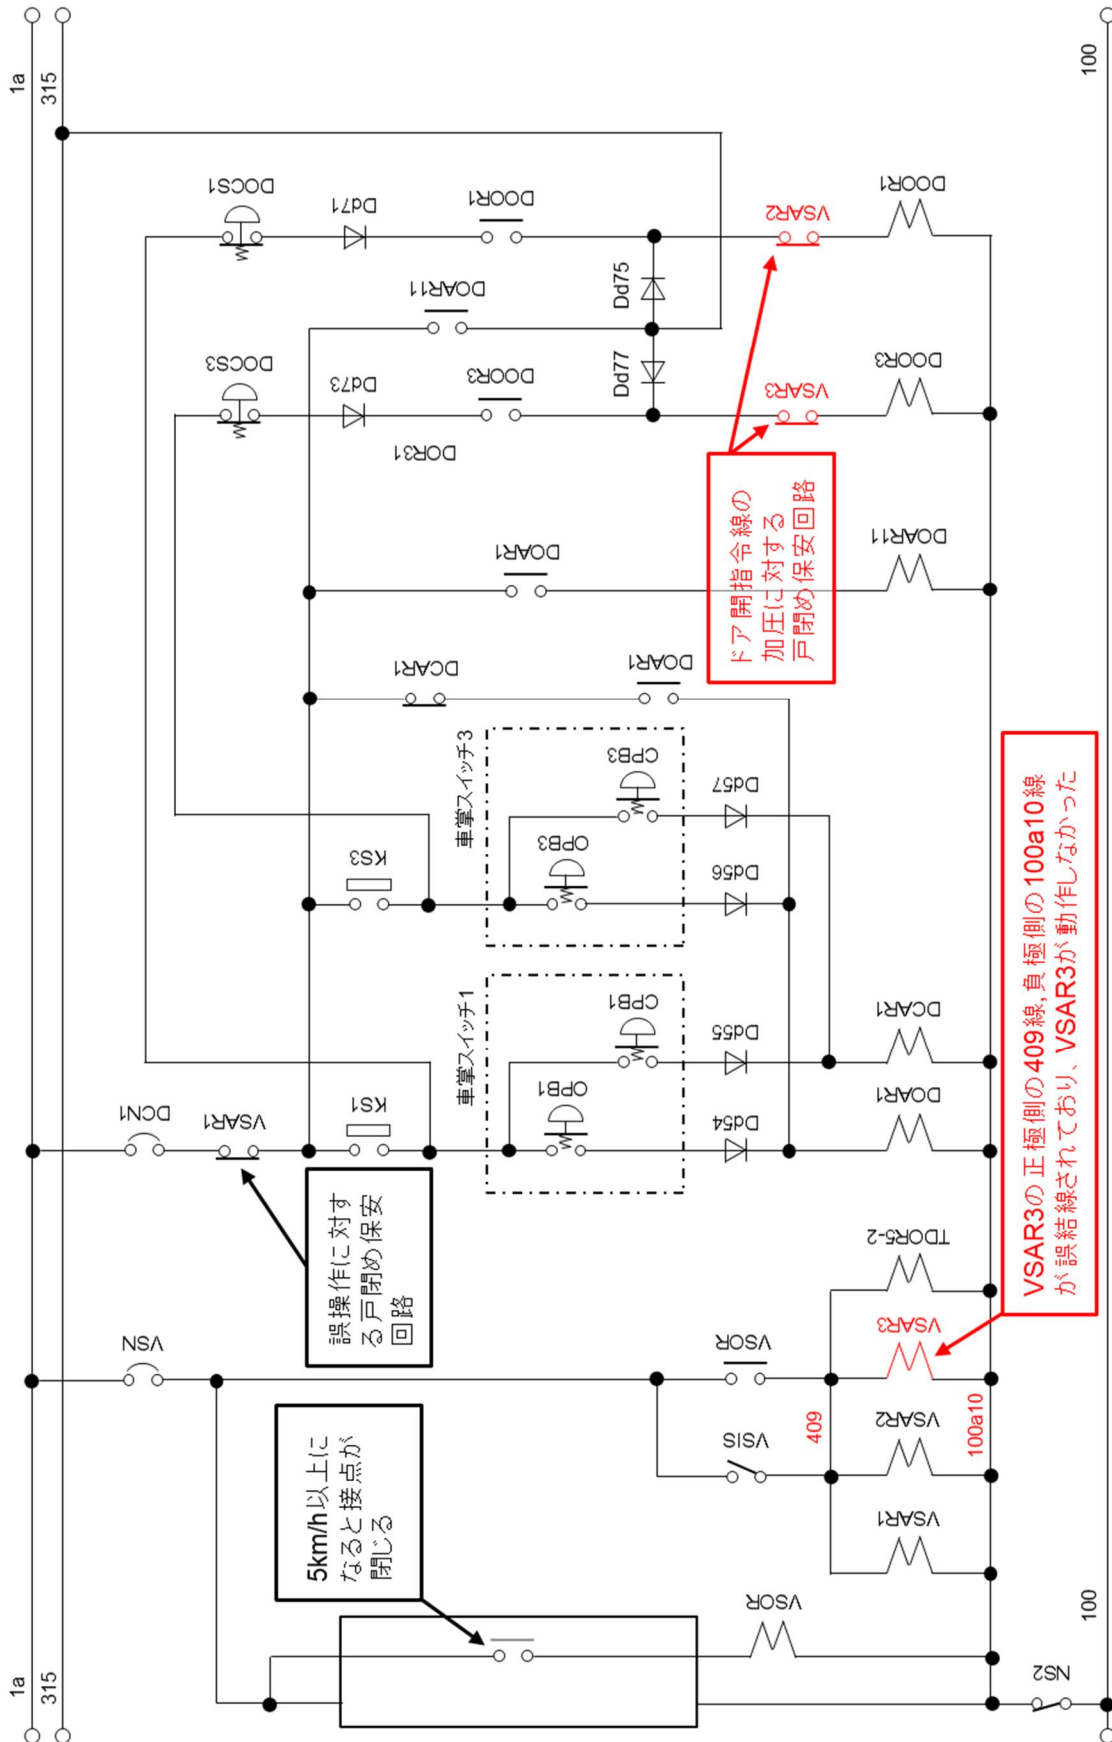 1a
315
1a
315
VSN
DCN1
VSAR1
誤操作に対す
る戸閉め保安
回路
5km/h以上に
なると接点が
閉じる
VSOR
VSIS
VSOR
409
VSAR1
VSAR2
VSAR3
TDOR5-2
100a10
NS2
100
KS1
車掌スイッチ1
OPB1
CPB1
Dd54
Dd55
DOAR1
DCAR1
KS3
車掌スイッチ3
OPB3
CPB3
Dd56
Dd57
DCAR1
DOAR1
DOAR1
DOAR11
DOCS3
Dd73
DOR31
DOOR3
DOAR11
DOCS1
Dd71
DOOR1
Dd77
Dd75
VSAR3
VSAR2
DOOR3
DOOR1
ドア開指令線の
加圧に対する
戸閉め保安回路
VSAR3の正極側の409線,負極側の100a10線
が誤結線されており、VSAR3が動作しなかった
100